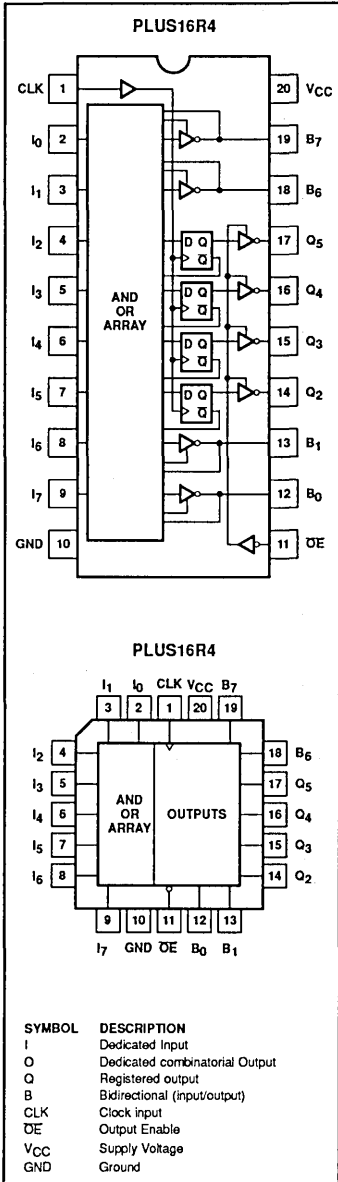 PLUS16R4
CLK 1 20 VCC
I0 2 19 B7
I1 3 18 B6
I2 4 D Q Q̅ 17 Q5
I3 5 D Q Q̅ 16 Q4
AND
OR
ARRAY
I4 6 D Q Q̅ 15 Q3
I5 7 D Q Q̅ 14 Q2
I6 8 13 B1
I7 9 12 B0
GND 10 11 O̅E̅
PLUS16R4
I1 I0 CLK VCC B7
3 2 1 20 19
I2 4 18 B6
I3 5 17 Q5
I4 6 AND OR ARRAY OUTPUTS 16 Q4
I5 7 15 Q3
I6 8 14 Q2
9 10 11 12 13
I7 GND O̅E̅ B0 B1
SYMBOL DESCRIPTION
I Dedicated Input
O Dedicated combinatorial Output
Q Registered output
B Bidirectional (input/output)
CLK Clock input
O̅E̅ Output Enable
VCC Supply Voltage
GND Ground